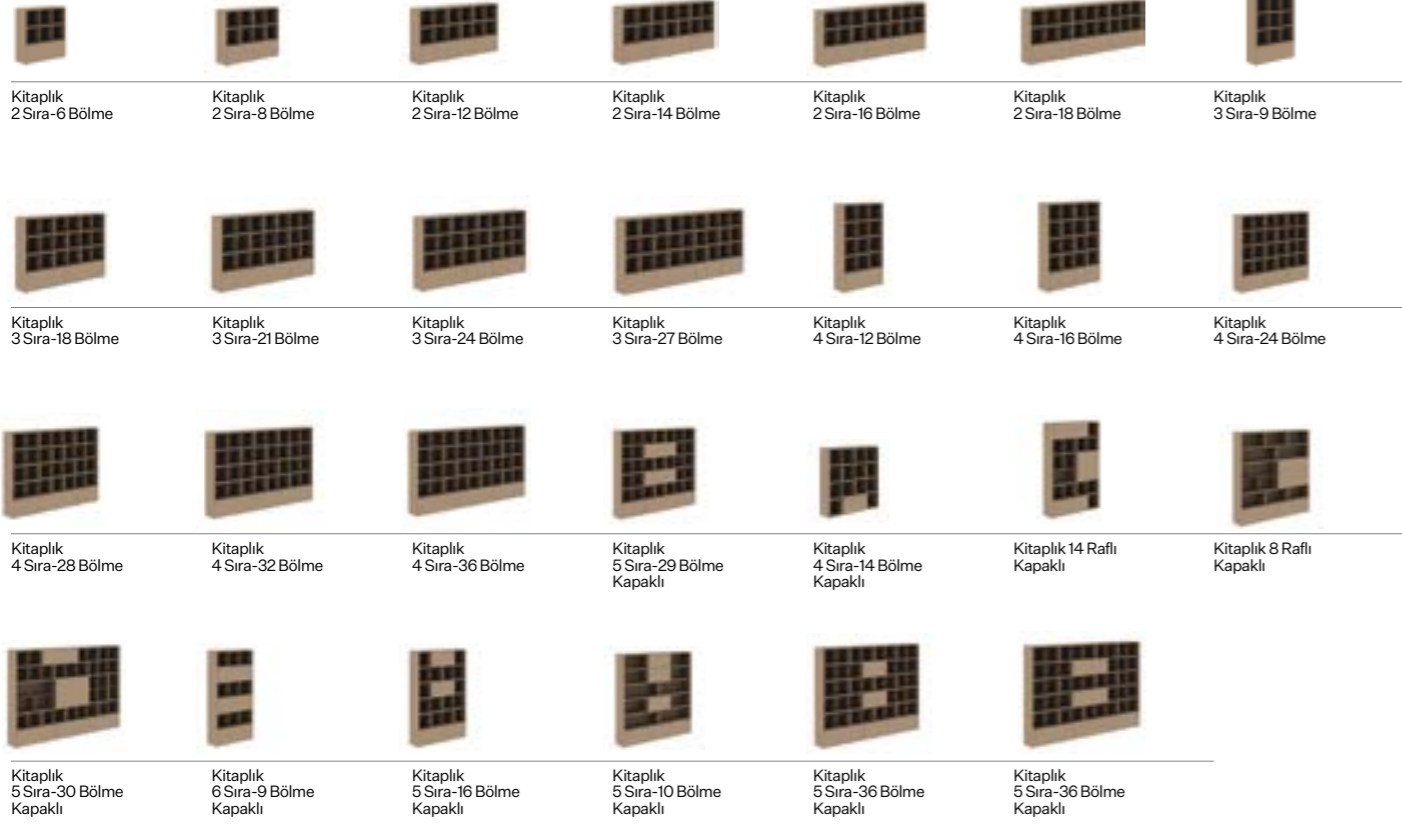 Kitaplık
2 Sıra-6 Bölme
Kitaplık
2 Sıra-8 Bölme
Kitaplık
2 Sıra-12 Bölme
Kitaplık
2 Sıra-14 Bölme
Kitaplık
2 Sıra-16 Bölme
Kitaplık
2 Sıra-18 Bölme
Kitaplık
3 Sıra-9 Bölme
Kitaplık
3 Sıra-18 Bölme
Kitaplık
3 Sıra-21 Bölme
Kitaplık
3 Sıra-24 Bölme
Kitaplık
3 Sıra-27 Bölme
Kitaplık
4 Sıra-12 Bölme
Kitaplık
4 Sıra-16 Bölme
Kitaplık
4 Sıra-24 Bölme
Kitaplık
4 Sıra-28 Bölme
Kitaplık
4 Sıra-32 Bölme
Kitaplık
4 Sıra-36 Bölme
Kitaplık
5 Sıra-29 Bölme
Kapaklı
Kitaplık
4 Sıra-14 Bölme
Kapaklı
Kitaplık 14 Raflı
Kapaklı
Kitaplık 8 Raflı
Kapaklı
Kitaplık
5 Sıra-30 Bölme
Kapaklı
Kitaplık
6 Sıra-9 Bölme
Kapaklı
Kitaplık
5 Sıra-16 Bölme
Kapaklı
Kitaplık
5 Sıra-10 Bölme
Kapaklı
Kitaplık
5 Sıra-36 Bölme
Kapaklı
Kitaplık
5 Sıra-36 Bölme
Kapaklı